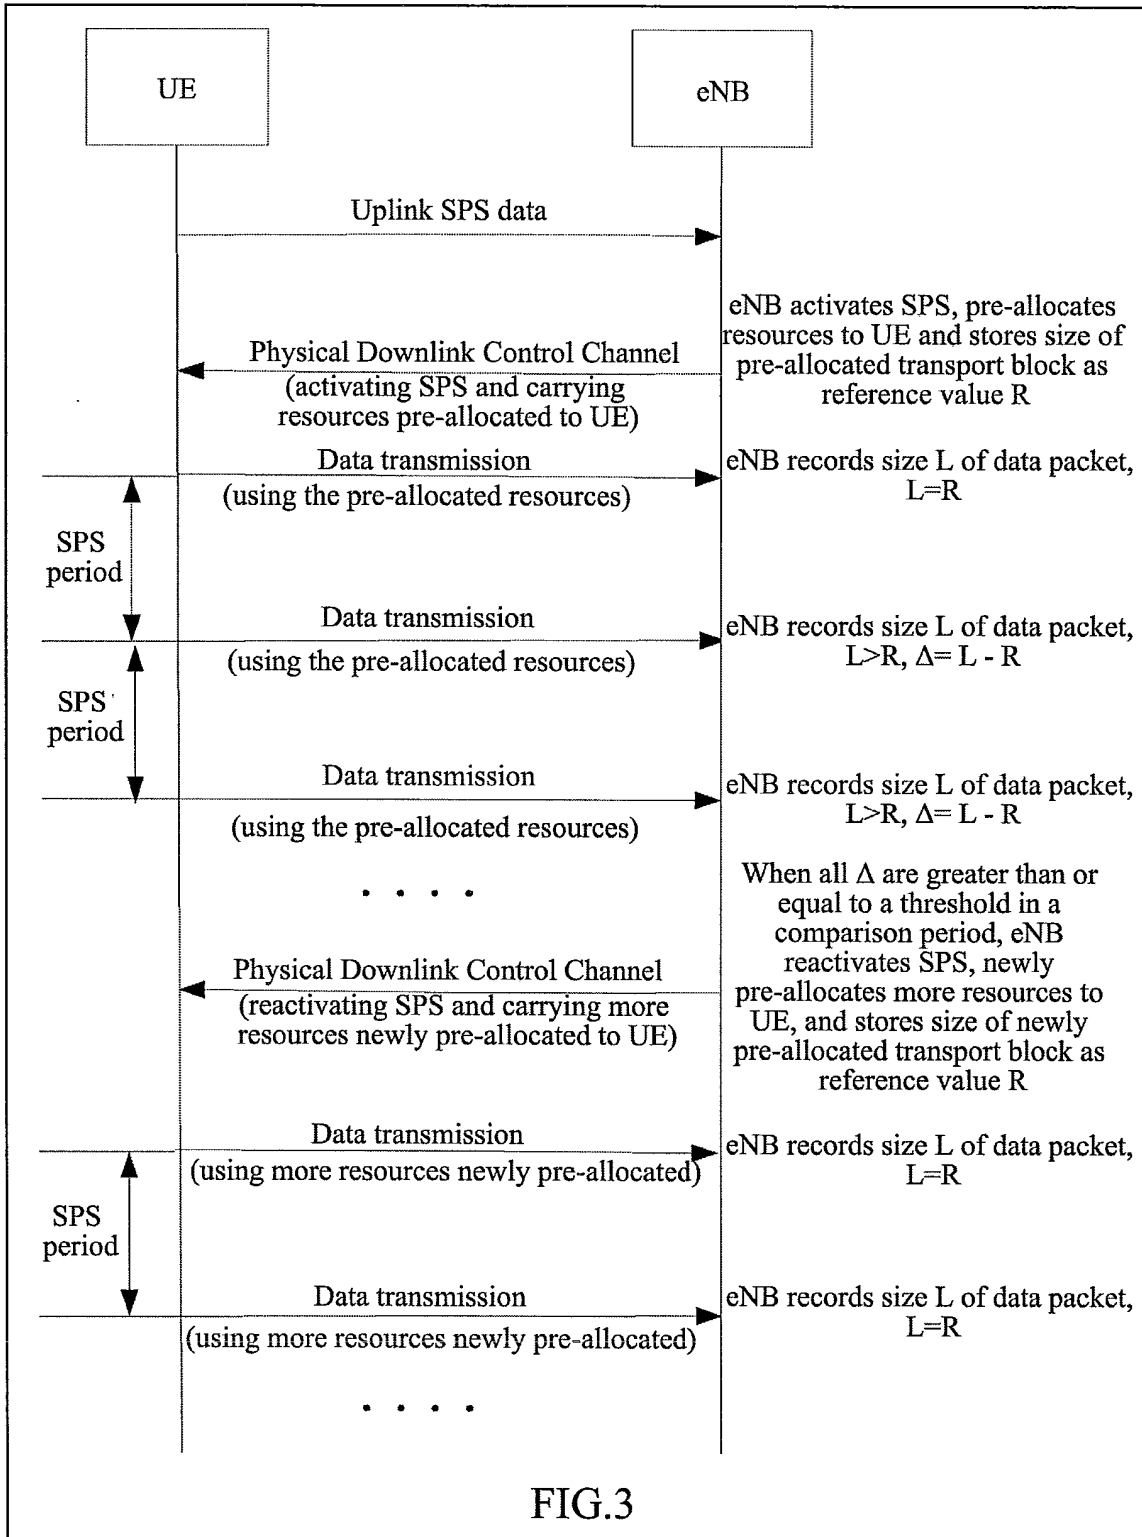 UE
eNB
Uplink SPS data
eNB activates SPS, pre-allocates
resources to UE and stores size of
pre-allocated transport block as
reference value R
Physical Downlink Control Channel
(activating SPS and carrying
resources pre-allocated to UE)
Data transmission
(using the pre-allocated resources)
eNB records size L of data packet,
L=R
SPS
period
Data transmission
(using the pre-allocated resources)
eNB records size L of data packet,
L>R, Δ= L - R
SPS
period
Data transmission
(using the pre-allocated resources)
eNB records size L of data packet,
L>R, Δ= L - R
. . . .
When all Δ are greater than or
equal to a threshold in a
comparison period, eNB
reactivates SPS, newly
pre-allocates more resources to
UE, and stores size of newly
pre-allocated transport block as
reference value R
Physical Downlink Control Channel
(reactivating SPS and carrying more
resources newly pre-allocated to UE)
Data transmission
(using more resources newly pre-allocated)
eNB records size L of data packet,
L=R
SPS
period
Data transmission
(using more resources newly pre-allocated)
eNB records size L of data packet,
L=R
. . . .
FIG.3